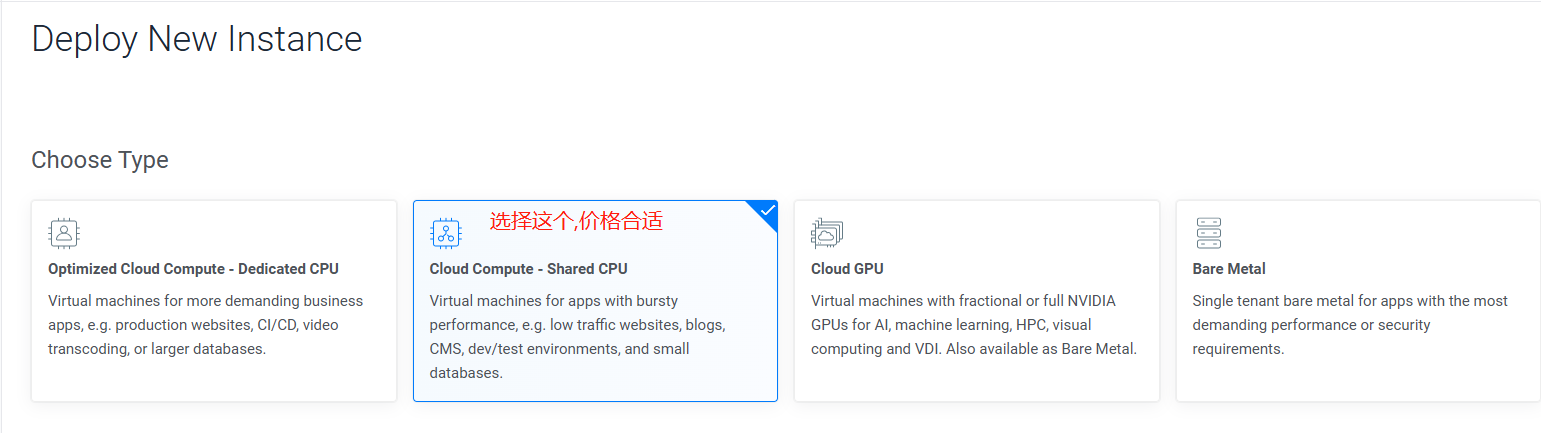 Deploy New Instance
Choose Type
选择这个,价格合适
Optimized Cloud Compute - Dedicated CPU
Virtual machines for more demanding business
apps, e.g. production websites, CI/CD, video
transcoding, or larger databases.
Cloud Compute - Shared CPU
Virtual machines for apps with bursty
performance, e.g. low traffic websites, blogs,
CMS, dev/test environments, and small
databases.
Cloud GPU
Virtual machines with fractional or full NVIDIA
GPUs for AI, machine learning, HPC, visual
computing and VDI. Also available as Bare Metal.
Bare Metal
Single tenant bare metal for apps with the most
demanding performance or security
requirements.